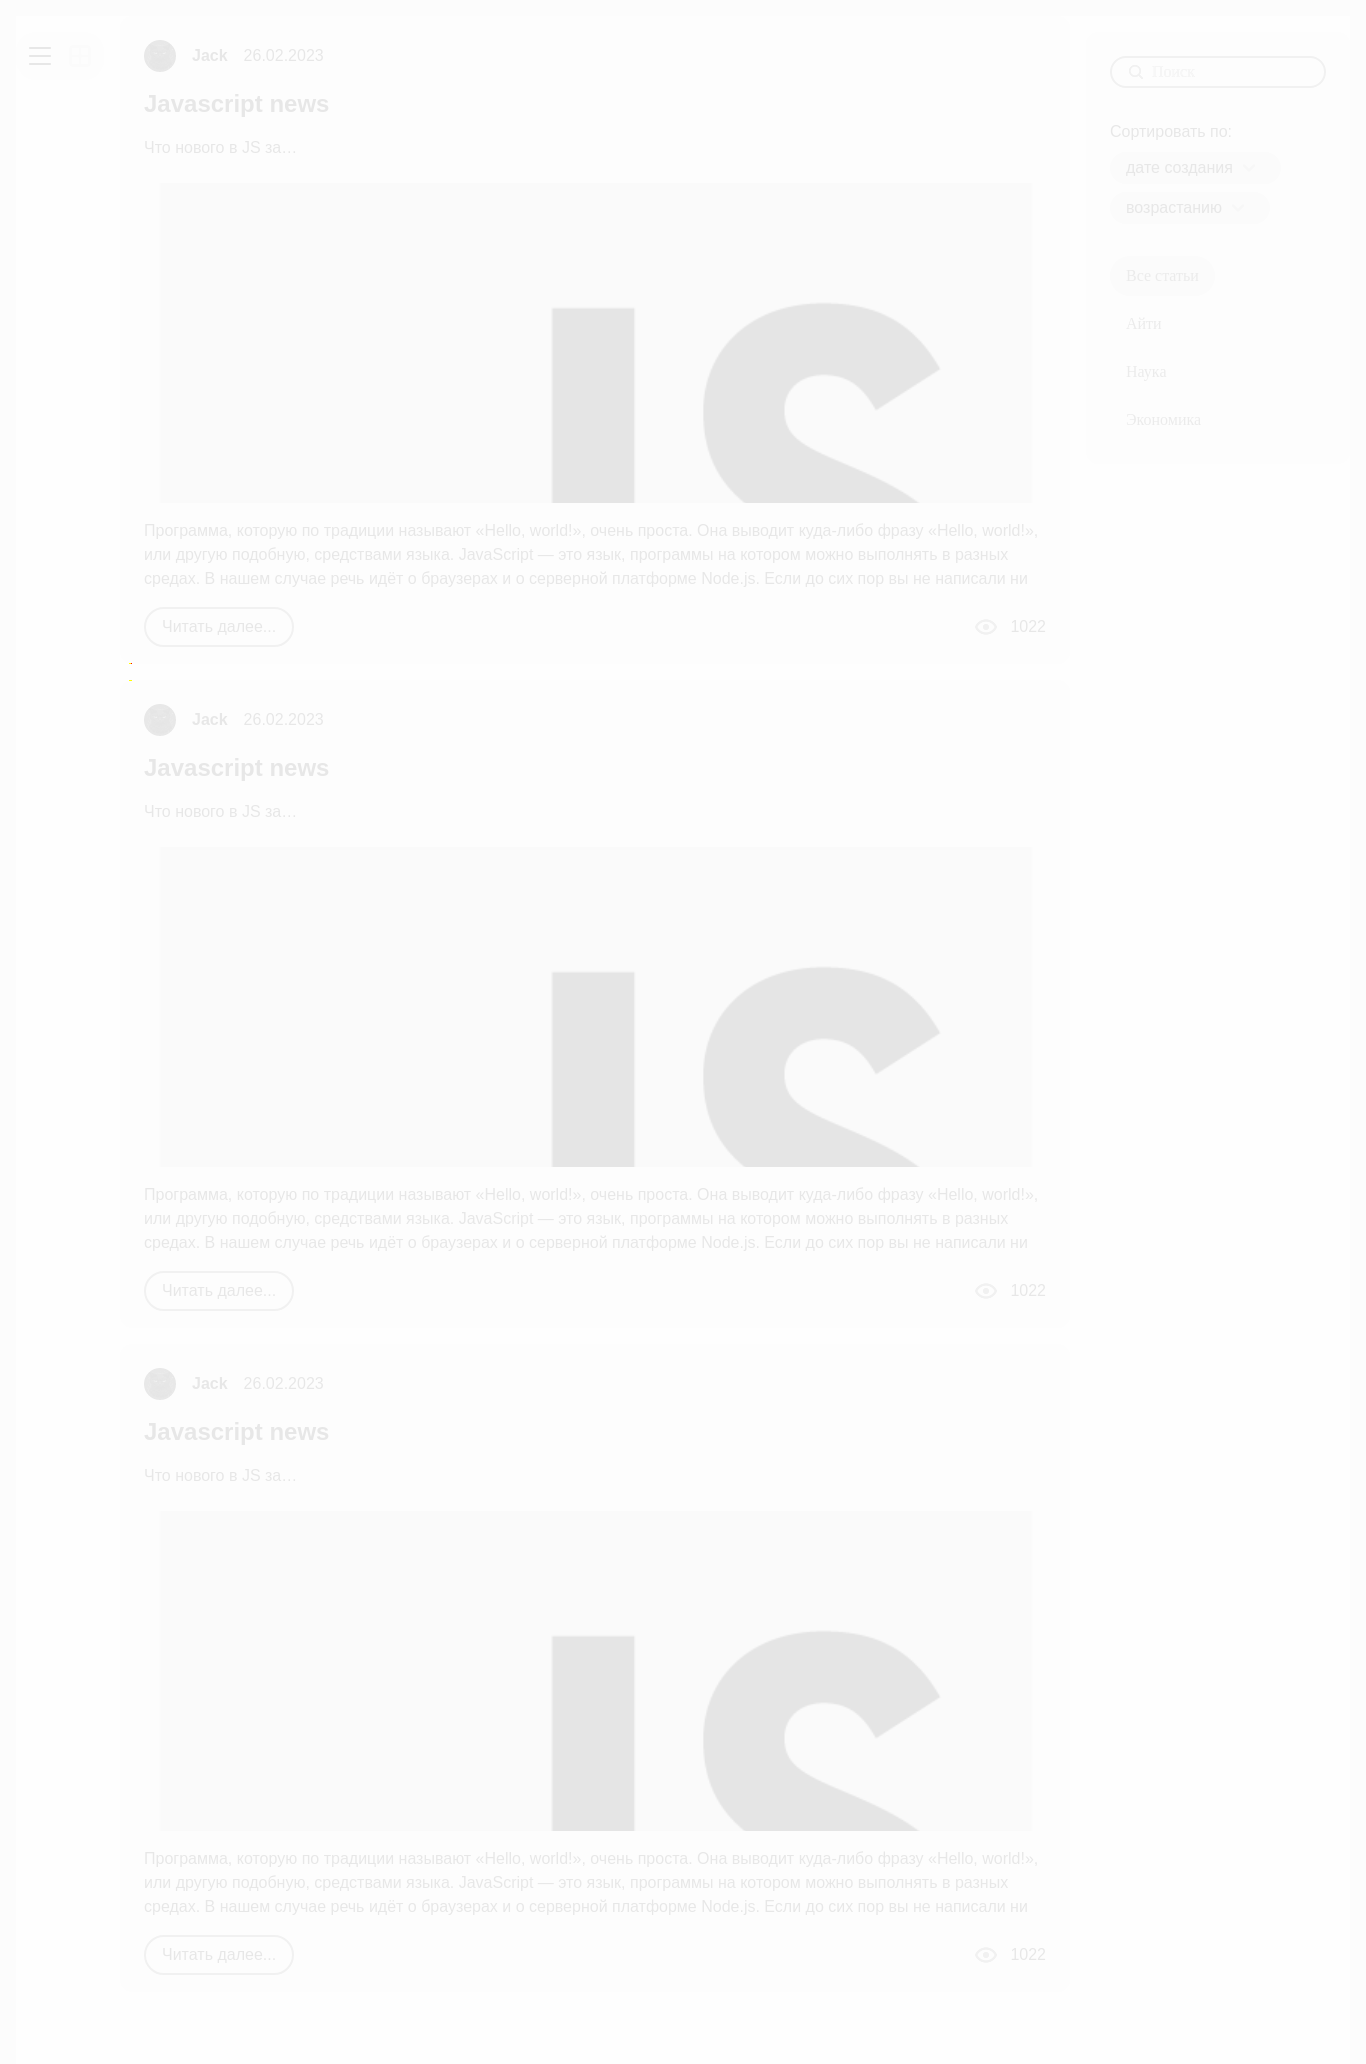 Jack 26.02.2023
Javascript news
Что нового в JS за…
JS
Программа, которую по традиции называют «Hello, world!», очень проста. Она выводит куда-либо фразу «Hello, world!»,
или другую подобную, средствами языка. JavaScript — это язык, программы на котором можно выполнять в разных
средах. В нашем случае речь идёт о браузерах и о серверной платформе Node.js. Если до сих пор вы не написали ни
Читать далее... 1022
Jack 26.02.2023
Javascript news
Что нового в JS за…
JS
Программа, которую по традиции называют «Hello, world!», очень проста. Она выводит куда-либо фразу «Hello, world!»,
или другую подобную, средствами языка. JavaScript — это язык, программы на котором можно выполнять в разных
средах. В нашем случае речь идёт о браузерах и о серверной платформе Node.js. Если до сих пор вы не написали ни
Читать далее... 1022
Jack 26.02.2023
Javascript news
Что нового в JS за…
JS
Программа, которую по традиции называют «Hello, world!», очень проста. Она выводит куда-либо фразу «Hello, world!»,
или другую подобную, средствами языка. JavaScript — это язык, программы на котором можно выполнять в разных
средах. В нашем случае речь идёт о браузерах и о серверной платформе Node.js. Если до сих пор вы не написали ни
Читать далее... 1022
Поиск
Сортировать по:
дате создания
возрастанию
Все статьи
Айти
Наука
Экономика